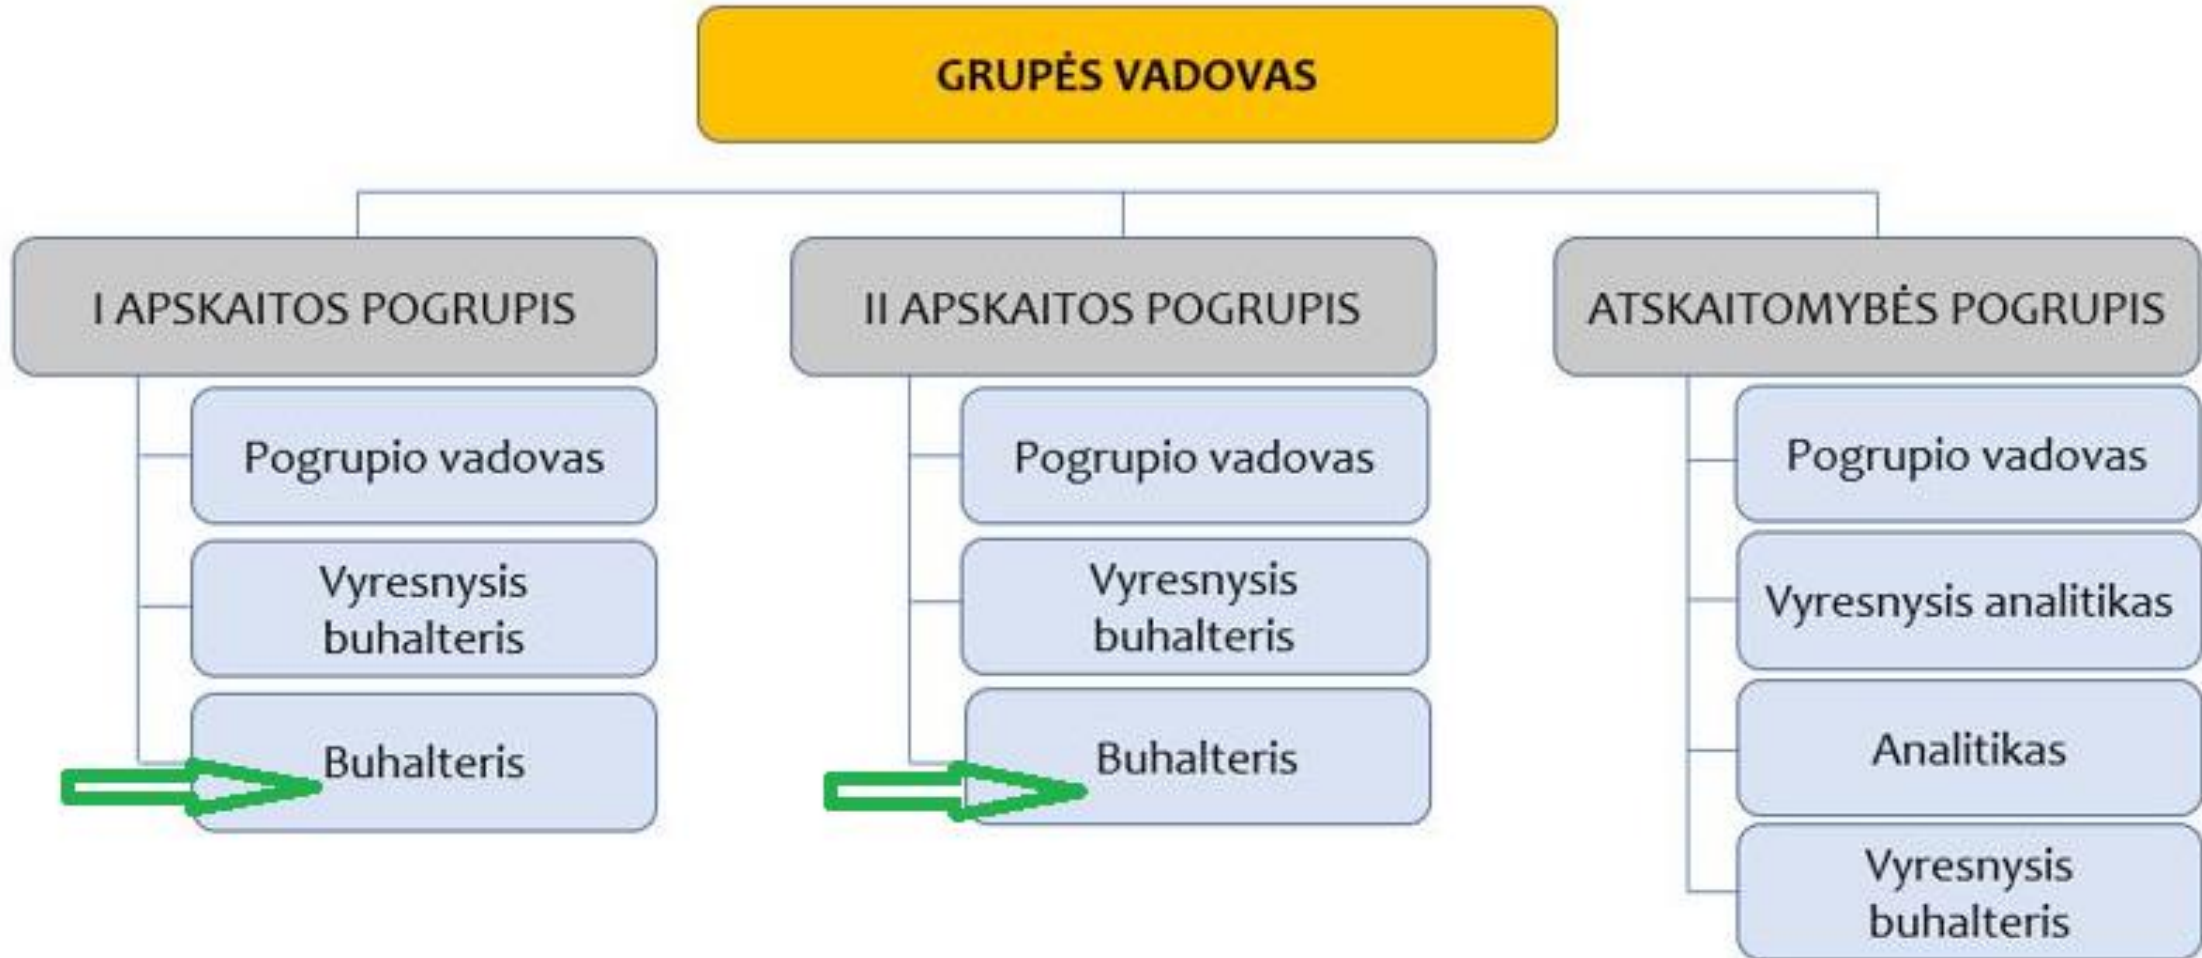 GRUPĖS VADOVAS
I APSKAITOS POGRUPIS
Pogrupio vadovas
Vyresnysis
buhalteris
Buhalteris
II APSKAITOS POGRUPIS
Pogrupio vadovas
Vyresnysis
buhalteris
Buhalteris
ATSKAITOMYBĖS POGRUPIS
Pogrupio vadovas
Vyresnysis analitikas
Analitikas
Vyresnysis
buhalteris